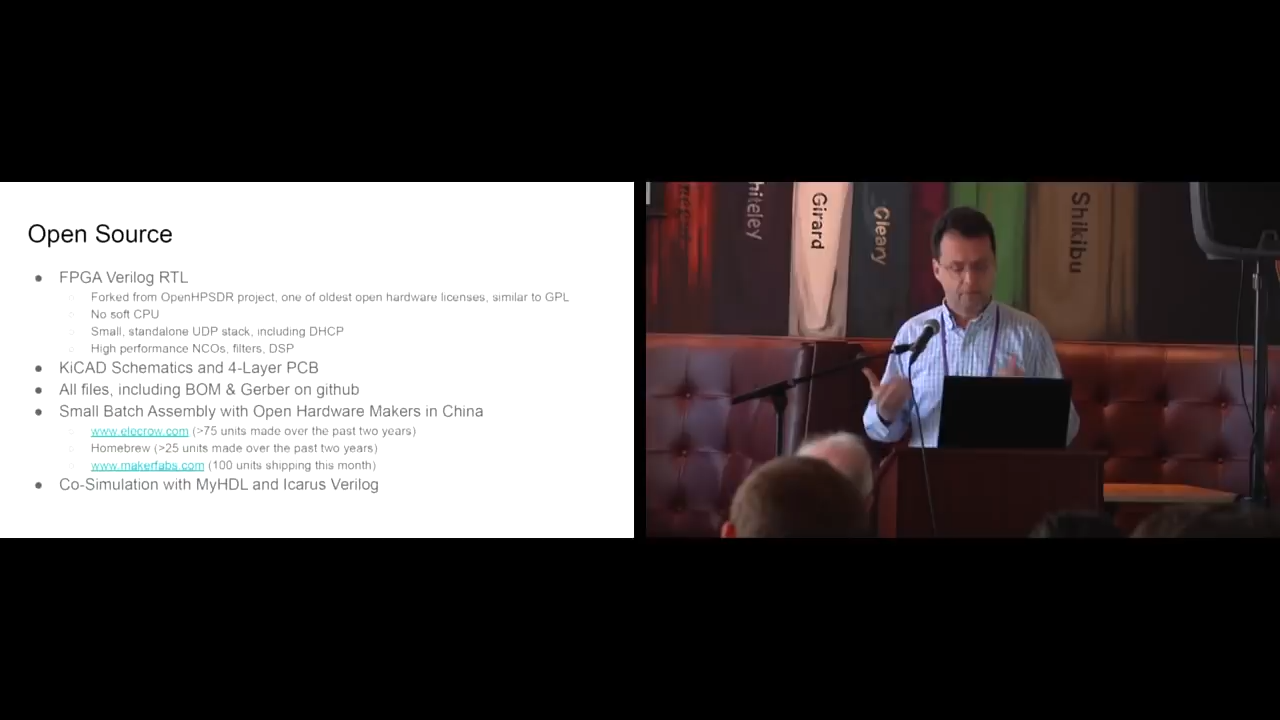 Open Source
FPGA Verilog RTL
Forked from OpenHPSDR project, one of oldest open hardware licenses, similar to GPL
No soft CPU
Small, standalone UDP stack, including DHCP
High performance NCOs, filters, DSP
KiCAD Schematics and 4-Layer PCB
All files, including BOM & Gerber on github
Small Batch Assembly with Open Hardware Makers in China
www.elecrow.com (>75 units made over the past two years)
Homebrew (>25 units made over the past two years)
www.makerfabs.com (100 units shipping this month)
Co-Simulation with MyHDL and Icarus Verilog
hiteley
Girard
Cleary
Shikibu